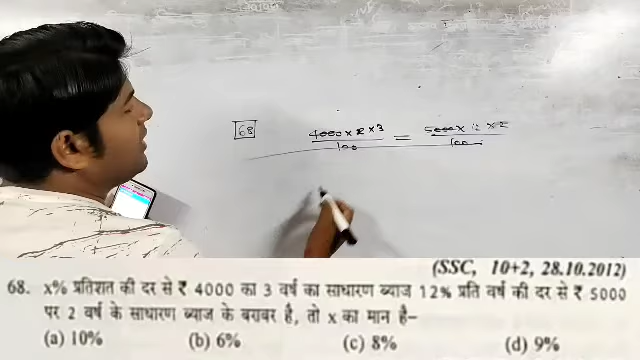 68
4000 x x x 3 / 100 = 5000 x 12 x 2 / 100
(SSC, 10+2, 28.10.2012)
68. x% प्रतिशत की दर से ₹ 4000 का 3 वर्ष का साधारण ब्याज 12% प्रति वर्ष की दर से ₹ 5000
पर 2 वर्ष के साधारण ब्याज के बराबर है, तो x का मान है–
(a) 10% (b) 6% (c) 8% (d) 9%